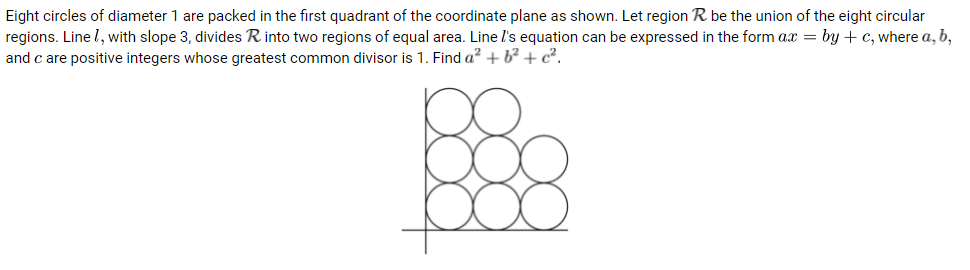 Eight circles of diameter 1 are packed in the first quadrant of the coordinate plane as shown. Let region R be the union of the eight circular
regions. Line l, with slope 3, divides R into two regions of equal area. Line l's equation can be expressed in the form ax = by + c, where a, b,
and c are positive integers whose greatest common divisor is 1. Find a² + b² + c².